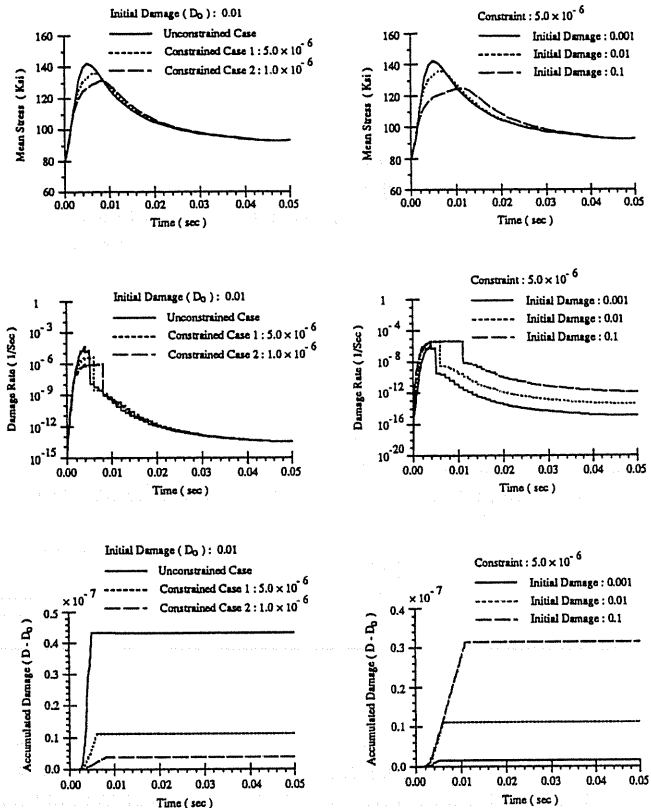 Initial Damage ( D₀ ) : 0.01
Unconstrained Case
Constrained Case 1 : 5.0 × 10⁻⁶
Constrained Case 2 : 1.0 × 10⁻⁶
Mean Stress ( Ksi )
160
140
120
100
80
60
0.00 0.01 0.02 0.03 0.04 0.05
Time ( sec )
Constraint : 5.0 × 10⁻⁶
Initial Damage : 0.001
Initial Damage : 0.01
Initial Damage : 0.1
Mean Stress ( Ksi )
160
140
120
100
80
60
0.00 0.01 0.02 0.03 0.04 0.05
Time ( sec )
Initial Damage ( D₀ ) : 0.01
Unconstrained Case
Constrained Case 1 : 5.0 × 10⁻⁶
Constrained Case 2 : 1.0 × 10⁻⁶
Damage Rate ( 1/Sec )
1
10⁻³
10⁻⁶
10⁻⁹
10⁻¹²
10⁻¹⁵
0.00 0.01 0.02 0.03 0.04 0.05
Time ( sec )
Constraint : 5.0 × 10⁻⁶
Initial Damage : 0.001
Initial Damage : 0.01
Initial Damage : 0.1
Damage Rate ( 1/Sec )
1
10⁻⁴
10⁻⁸
10⁻¹²
10⁻¹⁶
10⁻²⁰
0.00 0.01 0.02 0.03 0.04 0.05
Time ( sec )
Initial Damage ( D₀ ) : 0.01
Unconstrained Case
Constrained Case 1 : 5.0 × 10⁻⁶
Constrained Case 2 : 1.0 × 10⁻⁶
× 10⁻⁷
Accumulated Damage ( D - D₀ )
0.5
0.4
0.3
0.2
0.1
0.0
0.00 0.01 0.02 0.03 0.04 0.05
Time ( sec )
Constraint : 5.0 × 10⁻⁶
Initial Damage : 0.001
Initial Damage : 0.01
Initial Damage : 0.1
× 10⁻⁷
Accumulated Damage ( D - D₀ )
0.4
0.3
0.2
0.1
0.0
0.00 0.01 0.02 0.03 0.04 0.05
Time ( sec )